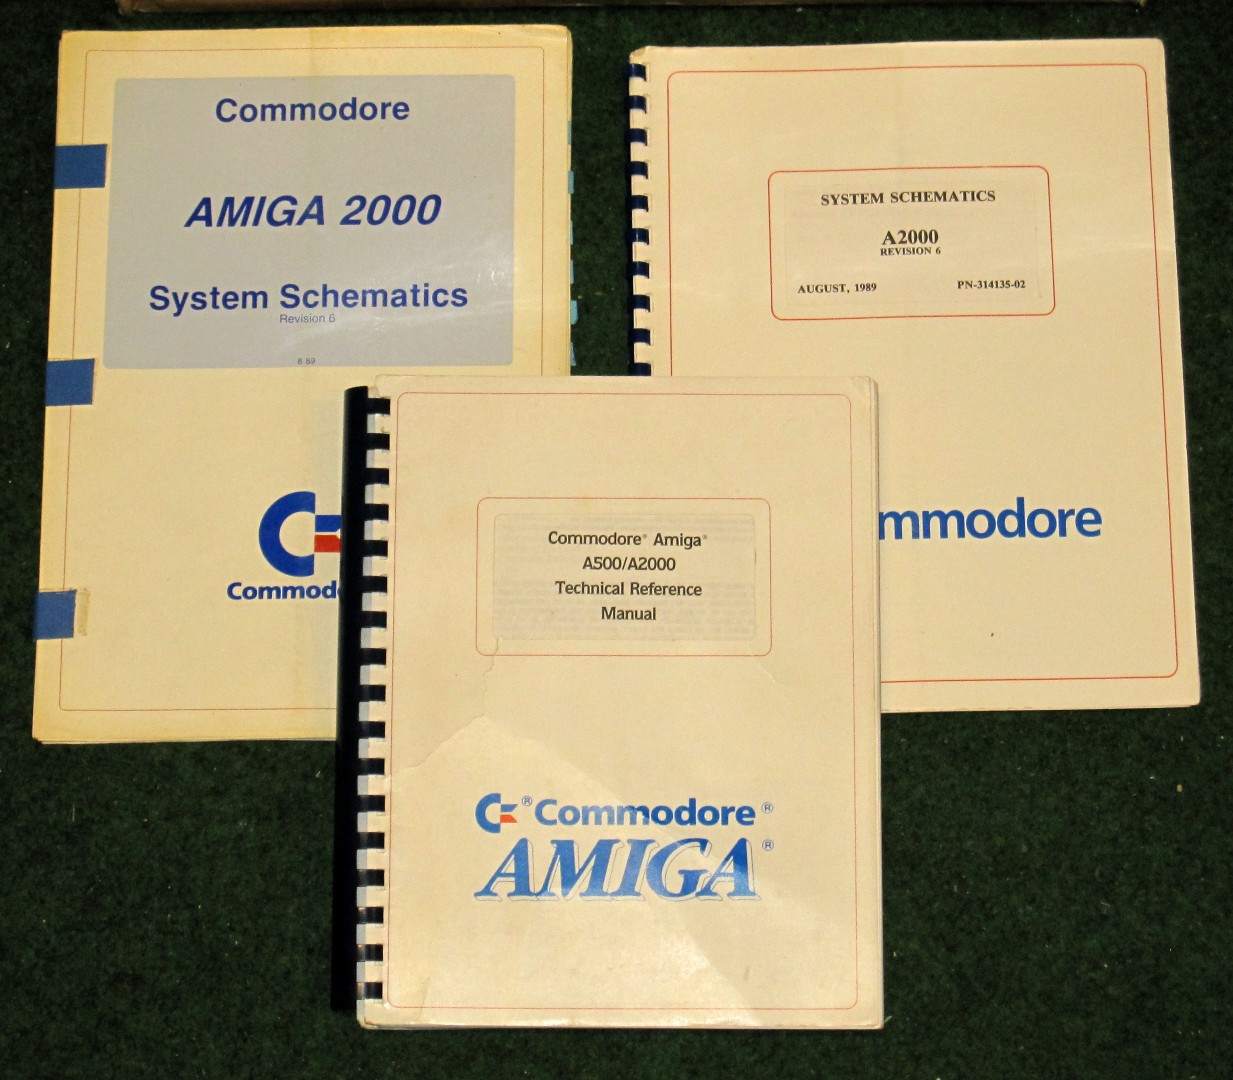 Commodore
AMIGA 2000
System Schematics
Revision 6
8 89
Commod
SYSTEM SCHEMATICS
A2000
REVISION 6
AUGUST, 1989
PN-314135-02
mmodore
Commodore® Amiga®
A500/A2000
Technical Reference
Manual
® Commodore ®
AMIGA ®